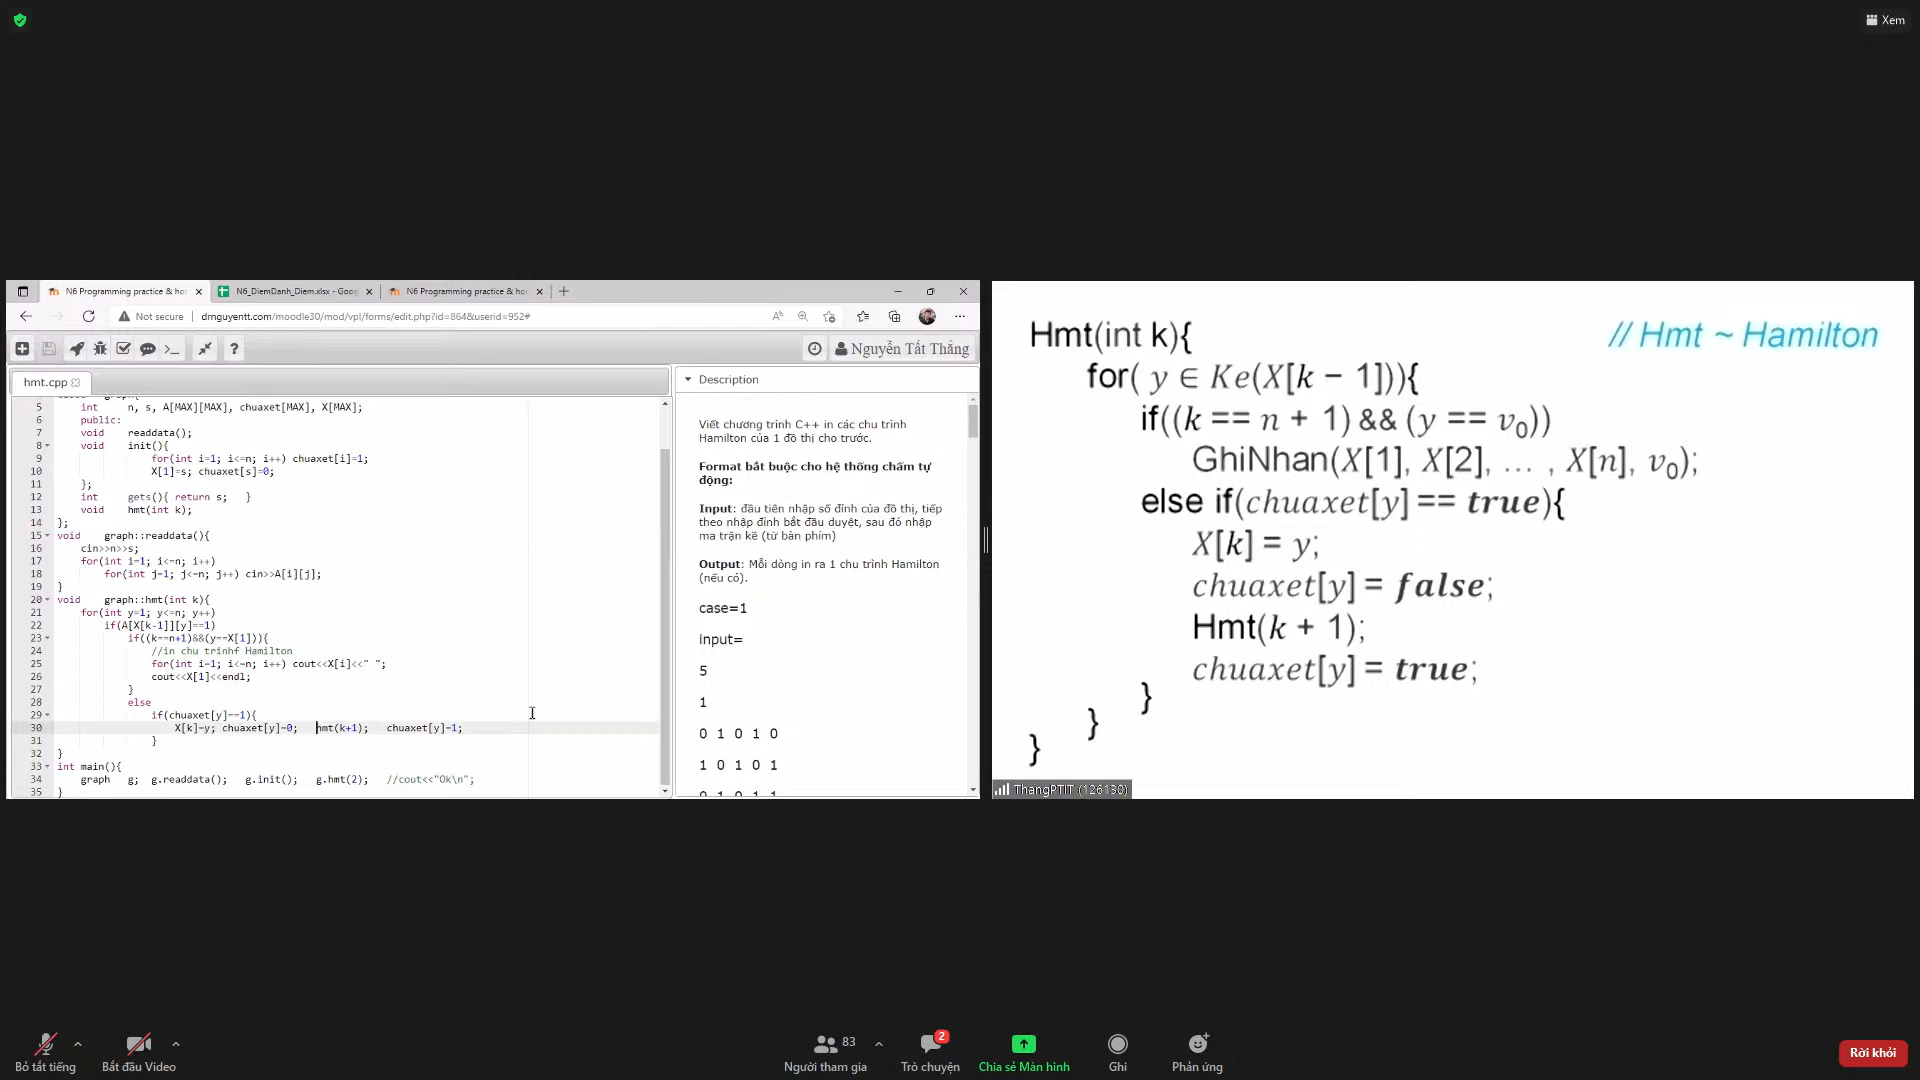 Xem
N6 Programming practice & hor
N6_DiemDanh_Diem.xlsx - Goog
N6 Programming practice & hor
Not secure
drnguyentt.com/moodle30/mod/vpl/forms/edit.php?id=864&userid=952#
Nguyễn Tất Thắng
hmt.cpp
5 int n, s, A[MAX][MAX], chuaxet[MAX], X[MAX];
6 public:
7 void readdata();
8 void init(){
9 for(int i=1; i<=n; i++) chuaxet[i]=1;
10 X[1]=s; chuaxet[s]=0;
11 };
12 int gets(){ return s; }
13 void hmt(int k);
14 };
15 void graph::readdata(){
16 cin>>n>>s;
17 for(int i=1; i<=n; i++)
18 for(int j=1; j<=n; j++) cin>>A[i][j];
19 }
20 void graph::hmt(int k){
21 for(int y=1; y<=n; y++)
22 if(A[X[k-1]][y]==1)
23 if((k==n+1)&&(y==X[1])){
24 //in chu trinhf Hamilton
25 for(int i=1; i<=n; i++) cout<<X[i]<<" ";
26 cout<<X[1]<<endl;
27 }
28 else
29 if(chuaxet[y]==1){
30 X[k]=y; chuaxet[y]=0; hmt(k+1); chuaxet[y]=1;
31 }
32 }
33 int main(){
34 graph g; g.readdata(); g.init(); g.hmt(2); //cout<<"Ok\n";
35 }
Description
Viết chương trình C++ in các chu trình
Hamilton của 1 đồ thị cho trước.
Format bắt buộc cho hệ thống chấm tự
động:
Input: đầu tiên nhập số đỉnh của đồ thị, tiếp
theo nhập đỉnh bắt đầu duyệt, sau đó nhập
ma trận kề (từ bàn phím)
Output: Mỗi dòng in ra 1 chu trình Hamilton
(nếu có).
case=1
input=
5
1
0 1 0 1 0
1 0 1 0 1
0 1 0 1 1
Hmt(int k){ // Hmt ~ Hamilton
for( y ∈ Ke(X[k − 1])){
if((k == n + 1) && (y == v₀))
GhiNhan(X[1], X[2], … , X[n], v₀);
else if(chuaxet[y] == true){
X[k] = y;
chuaxet[y] = false;
Hmt(k + 1);
chuaxet[y] = true;
}
}
}
ThangPTIT (126130)
Bỏ tắt tiếng
Bắt đầu Video
83
Người tham gia
2
Trò chuyện
Chia sẻ Màn hình
Ghi
Phản ứng
Rời khỏi